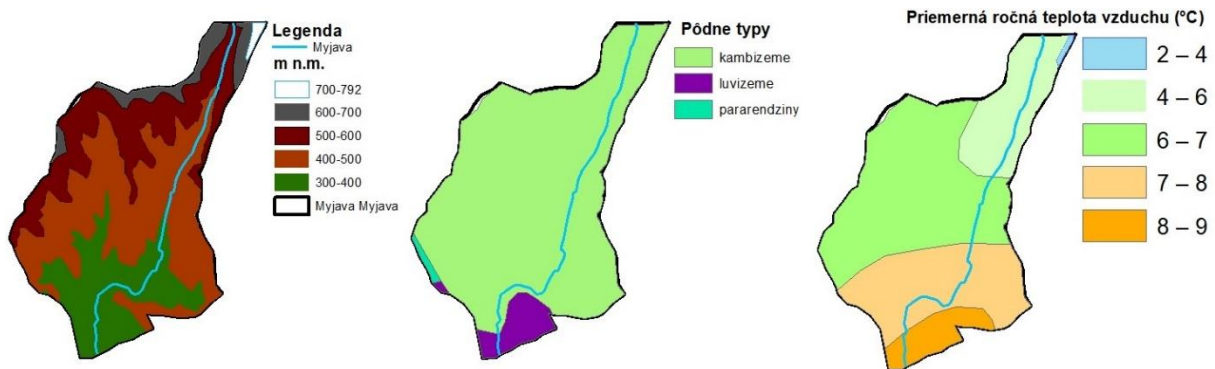 Legenda
Myjava
m n.m.
700-792
600-700
500-600
400-500
300-400
Myjava Myjava
Pôdne typy
kambizeme
luvizeme
pararendziny
Priemerná ročná teplota vzduchu (ºC)
2 – 4
4 – 6
6 – 7
7 – 8
8 – 9